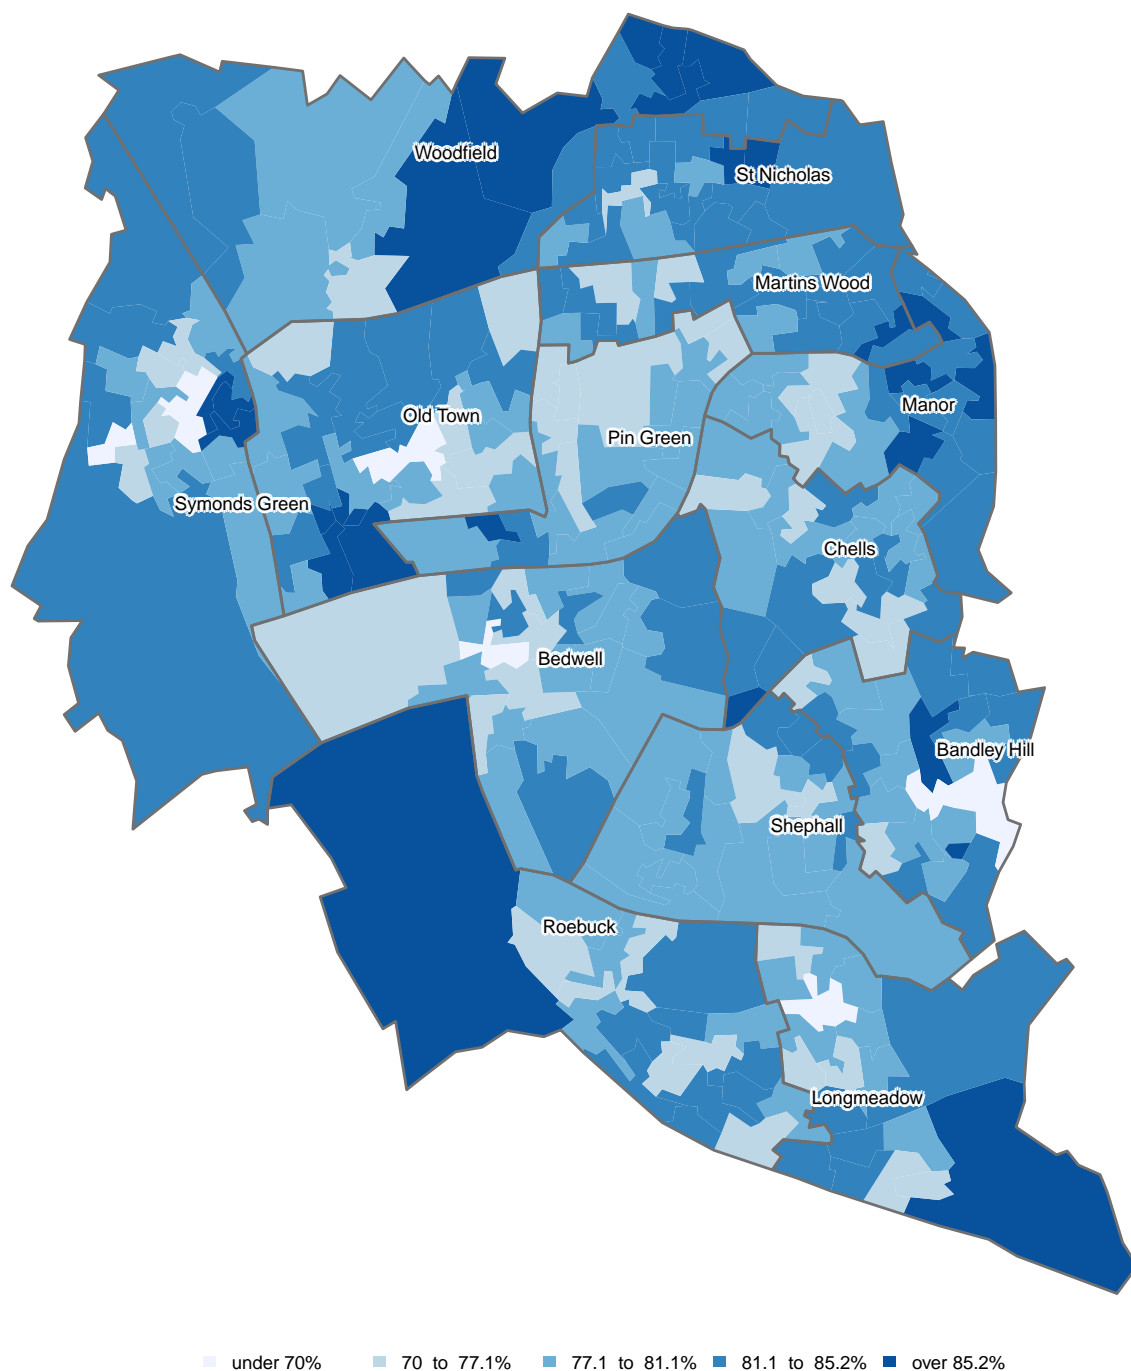 Woodfield
St Nicholas
Martins Wood
Manor
Old Town
Pin Green
Symonds Green
Chells
Bedwell
Bandley Hill
Shephall
Roebuck
Longmeadow
under 70% 70 to 77.1% 77.1 to 81.1% 81.1 to 85.2% over 85.2%